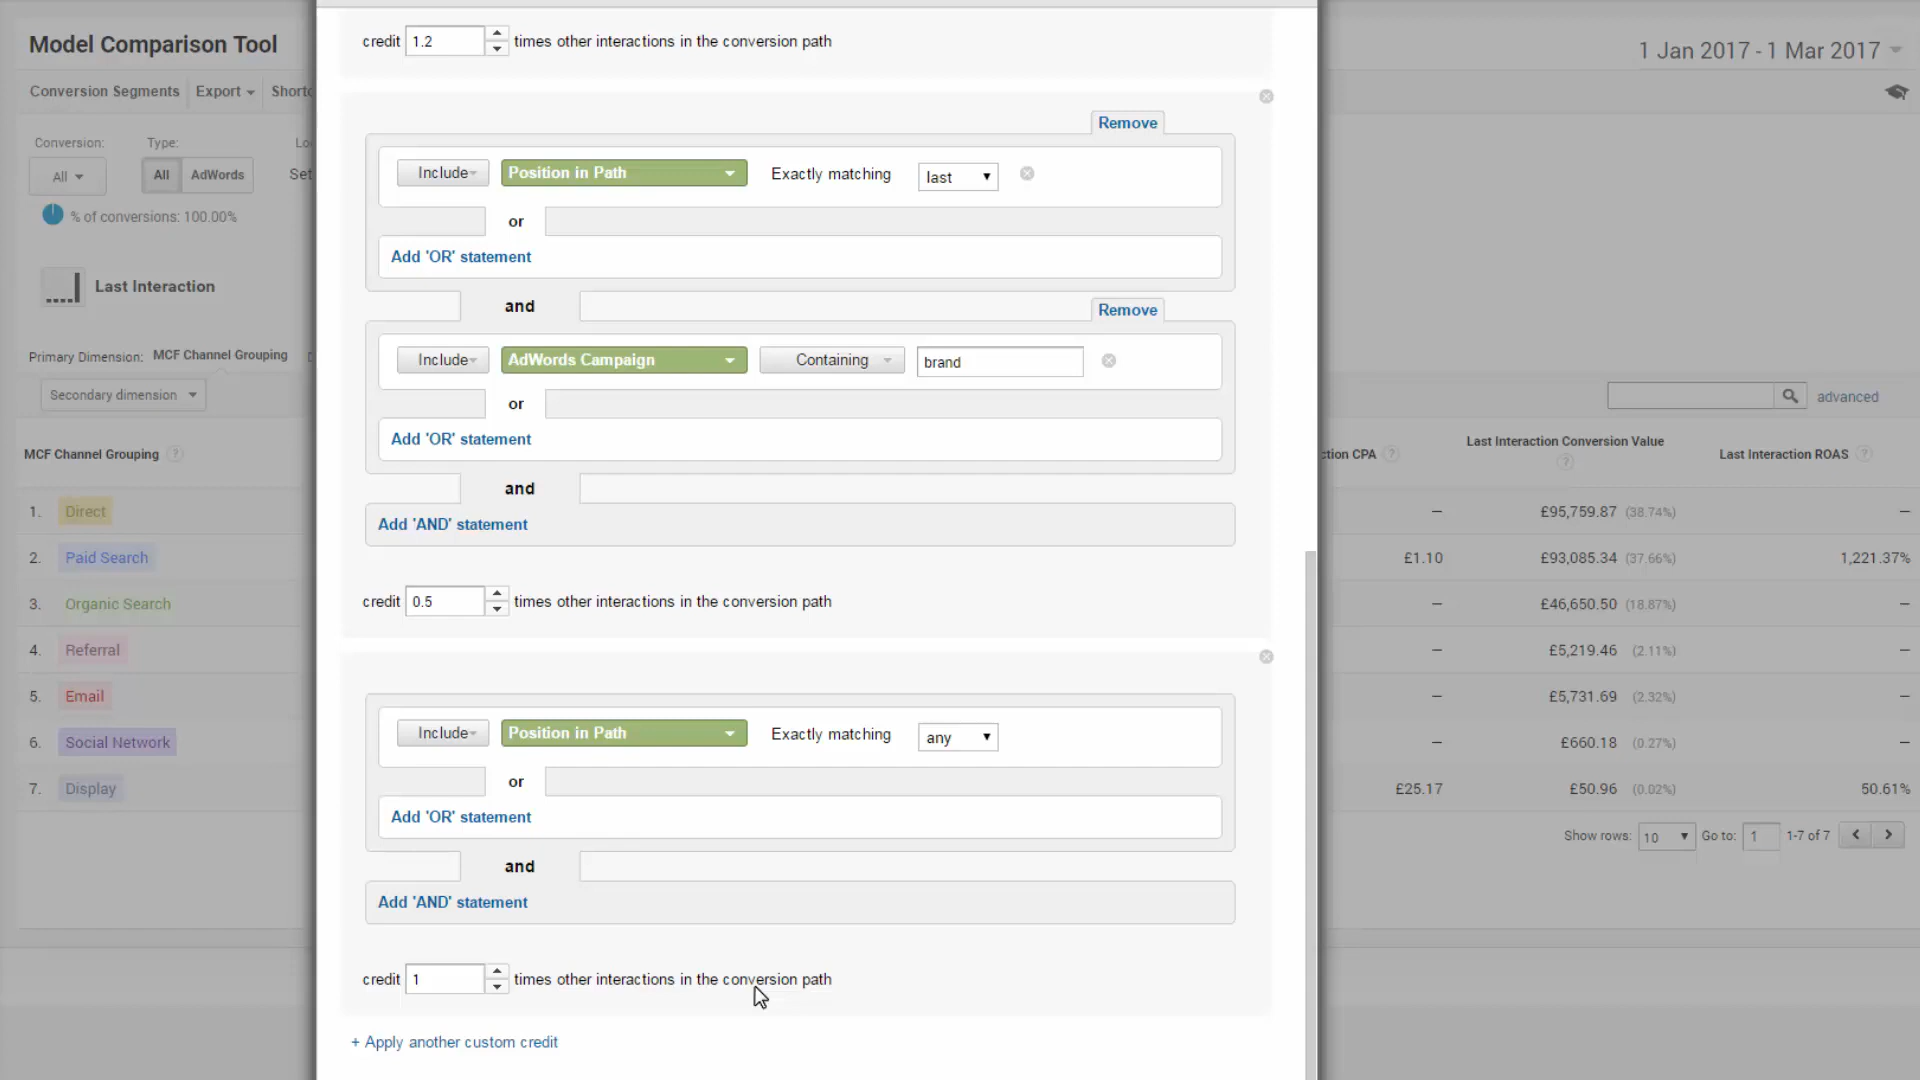 Model Comparison Tool
1 Jan 2017 - 1 Mar 2017
Conversion Segments Export
Conversion: Type:
All All AdWords
% of conversions: 100.00%
Last Interaction
Primary Dimension: MCF Channel Grouping
Secondary dimension
credit 1.2 times other interactions in the conversion path
Remove
Include Position in Path Exactly matching last
or
Add 'OR' statement
and
Remove
Include AdWords Campaign Containing brand
or
Add 'OR' statement
and
Add 'AND' statement
credit 0.5 times other interactions in the conversion path
Include Position in Path Exactly matching any
or
Add 'OR' statement
and
Add 'AND' statement
credit 1 times other interactions in the conversion path
+ Apply another custom credit
advanced
MCF Channel Grouping ? CPA ? Last Interaction Conversion Value ? Last Interaction ROAS ?
1. Direct — £95,759.87 (38.74%) —
2. Paid Search £1.10 £93,085.34 (37.66%) 1,221.37%
3. Organic Search — £46,650.50 (18.87%) —
4. Referral — £5,219.46 (2.11%) —
5. Email — £5,731.69 (2.32%) —
6. Social Network — £660.18 (0.27%) —
7. Display £25.17 £50.96 (0.02%) 50.61%
Show rows: 10 Go to: 1 1-7 of 7